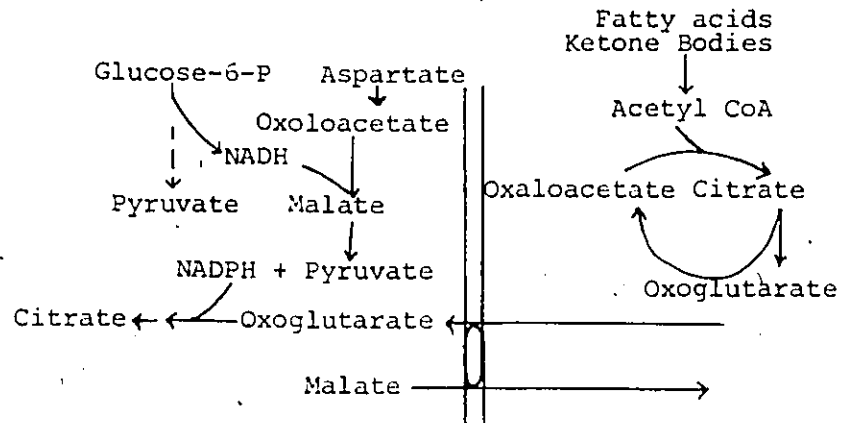 Fatty acids
Ketone Bodies
Glucose-6-P Aspartate
Acetyl CoA
Oxoloacetate
NADH
Oxaloacetate Citrate
Pyruvate Malate
NADPH + Pyruvate
Oxoglutarate
Citrate Oxoglutarate
Malate